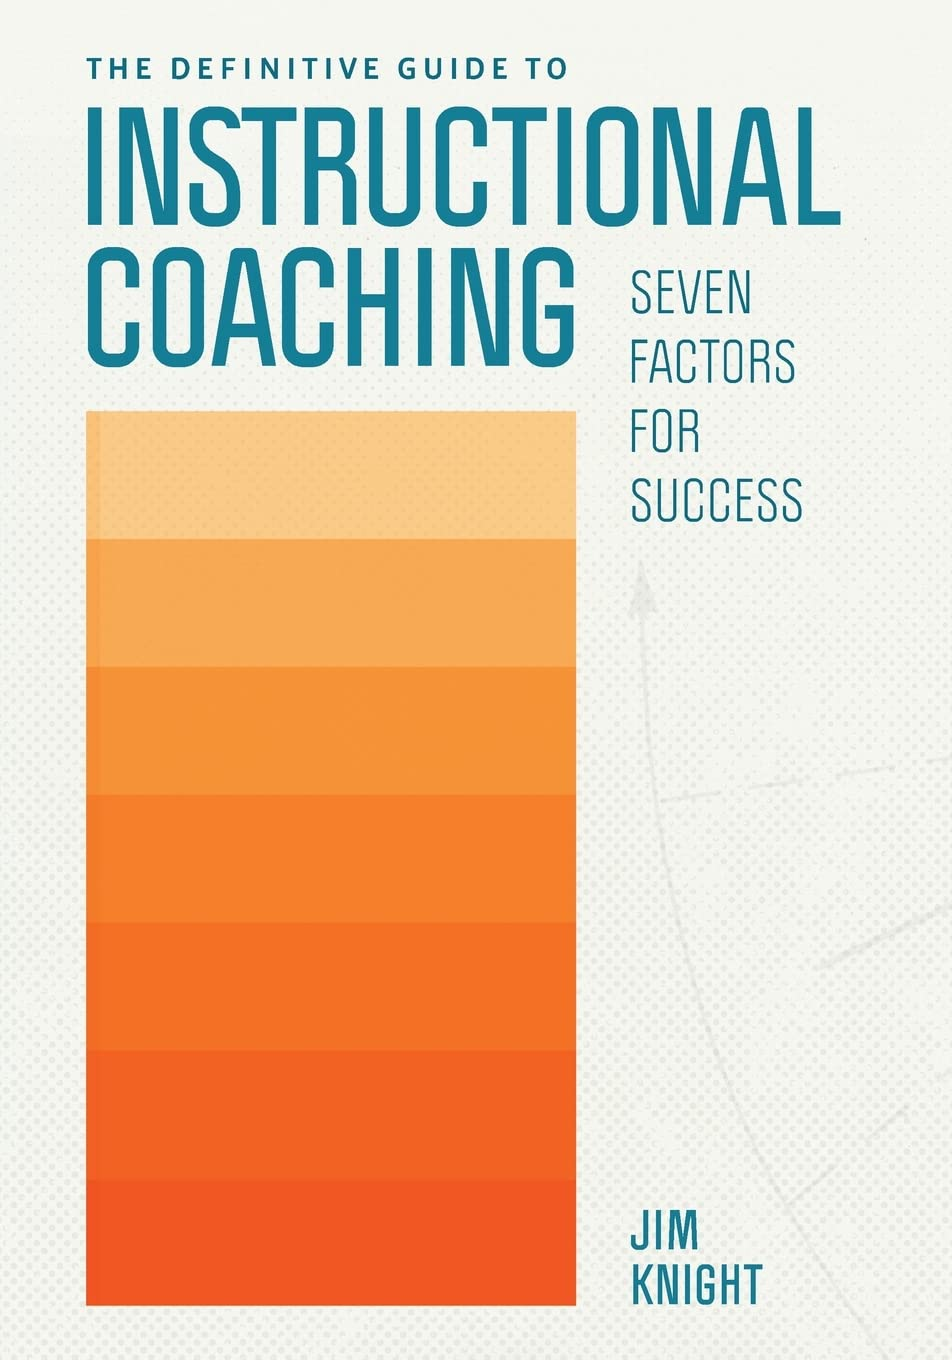 THE DEFINITIVE GUIDE TO
INSTRUCTIONAL
COACHING
SEVEN
FACTORS
FOR
SUCCESS
JIM
KNIGHT